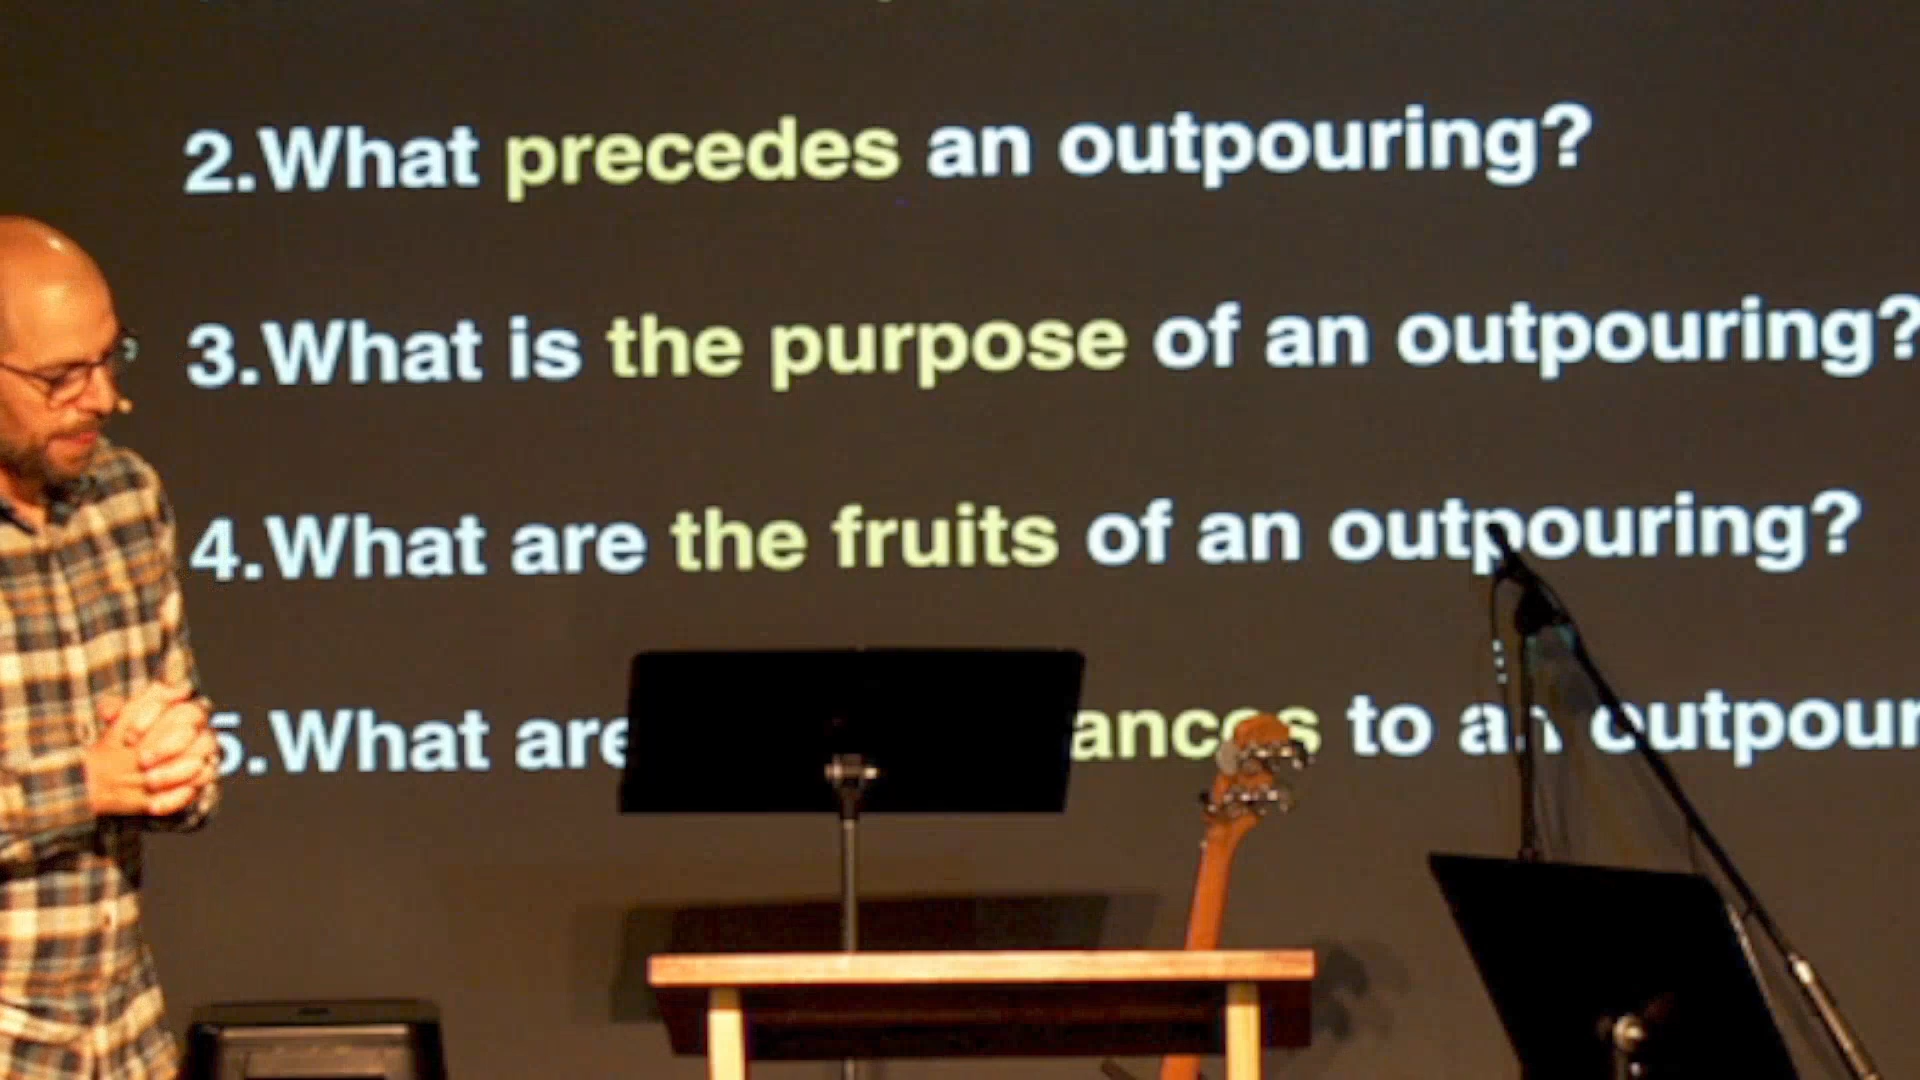 2.What precedes an outpouring?
3.What is the purpose of an outpouring?
4.What are the fruits of an outpouring?
5.What are to an